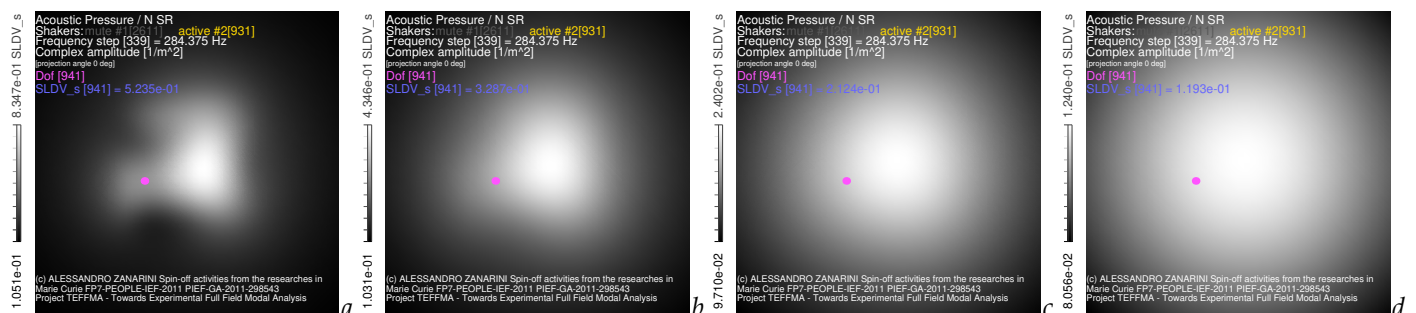 Acoustic Pressure / N SR
Shakers: mute #1[2611] active #2[931]
Frequency step [339] = 284.375 Hz
Complex amplitude [1/m^2]
[projection angle 0 deg]
Dof [941]
SLDV_s [941] = 5.235e-01
1.051e-01 8.347e-01 SLDV_s
(c) ALESSANDRO ZANARINI Spin-off activities from the researches in
Marie Curie FP7-PEOPLE-IEF-2011 PIEF-GA-2011-298543
Project TEFFMA - Towards Experimental Full Field Modal Analysis
a
Acoustic Pressure / N SR
Shakers: active #2[931]
Frequency step [339] = 284.375 Hz
Complex amplitude [1/m^2]
[projection angle 0 deg]
Dof [941]
SLDV_s [941] = 3.287e-01
1.031e-01 4.346e-01 SLDV_s
(c) ALESSANDRO ZANARINI Spin-off activities from the researches in
Marie Curie FP7-PEOPLE-IEF-2011 PIEF-GA-2011-298543
Project TEFFMA - Towards Experimental Full Field Modal Analysis
b
Acoustic Pressure / N SR
Shakers: active #2[931]
Frequency step [339] = 284.375 Hz
Complex amplitude [1/m^2]
[projection angle 0 deg]
Dof [941]
SLDV_s [941] = 2.124e-01
9.710e-02 2.402e-01 SLDV_s
(c) ALESSANDRO ZANARINI Spin-off activities from the researches in
Marie Curie FP7-PEOPLE-IEF-2011 PIEF-GA-2011-298543
Project TEFFMA - Towards Experimental Full Field Modal Analysis
c
Acoustic Pressure / N SR
Shakers: active #2[931]
Frequency step [339] = 284.375 Hz
Complex amplitude [1/m^2]
[projection angle 0 deg]
Dof [941]
SLDV_s [941] = 1.193e-01
8.056e-02 1.240e-01 SLDV_s
(c) ALESSANDRO ZANARINI Spin-off activities from the researches in
Marie Curie FP7-PEOPLE-IEF-2011 PIEF-GA-2011-298543
Project TEFFMA - Towards Experimental Full Field Modal Analysis
d